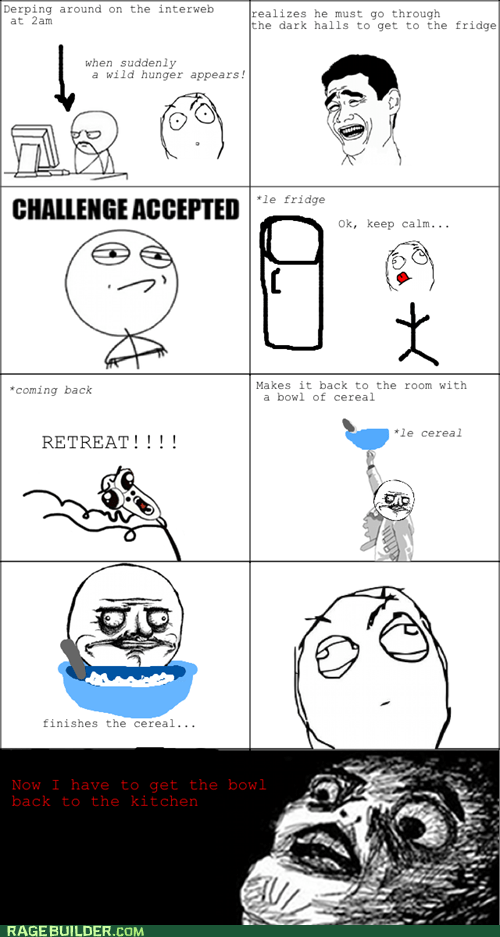 Derping around on the interweb
at 2am
when suddenly
a wild hunger appears!
realizes he must go through
the dark halls to get to the fridge
CHALLENGE ACCEPTED
*le fridge
Ok, keep calm...
*coming back
RETREAT!!!!
Makes it back to the room with
a bowl of cereal
*le cereal
finishes the cereal...
Now I have to get the bowl
back to the kitchen
RAGEBUILDER.COM